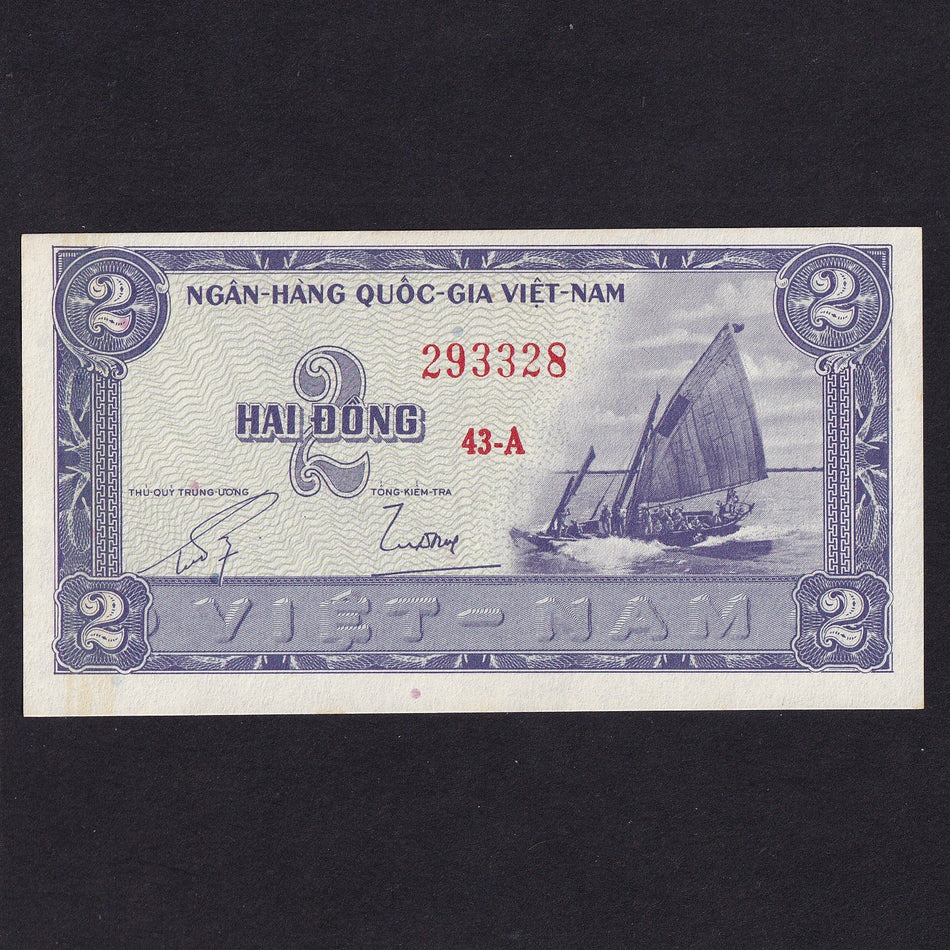 2 2
NGÂN-HÀNG QUỐC-GIA VIỆT-NAM
293328
2
HAI ĐỒNG
43-A
THỦ-QUỸ TRUNG-ƯƠNG TỔNG-KIỂM-TRA
2 VIỆT-NAM 2